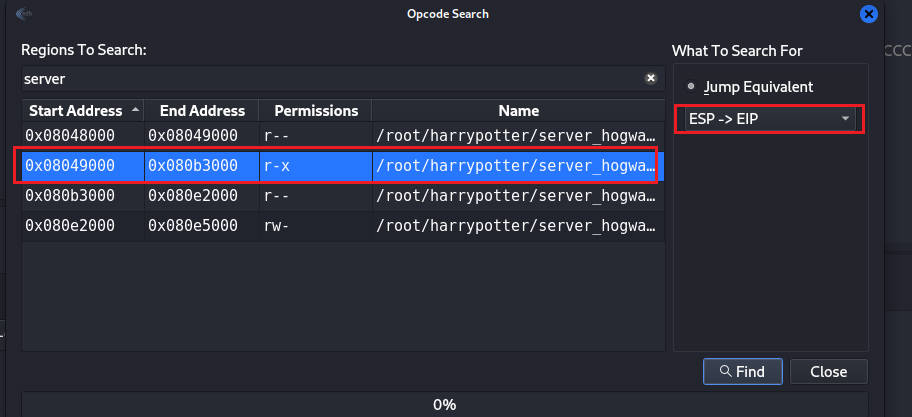 Opcode Search
Regions To Search:
server
Start Address End Address Permissions Name
0x08048000 0x08049000 r-- /root/harrypotter/server_hogwa…
0x08049000 0x080b3000 r-x /root/harrypotter/server_hogwa…
0x080b3000 0x080e2000 r-- /root/harrypotter/server_hogwa…
0x080e2000 0x080e5000 rw- /root/harrypotter/server_hogwa…
What To Search For
Jump Equivalent
ESP -> EIP
Find Close
0%
CCC